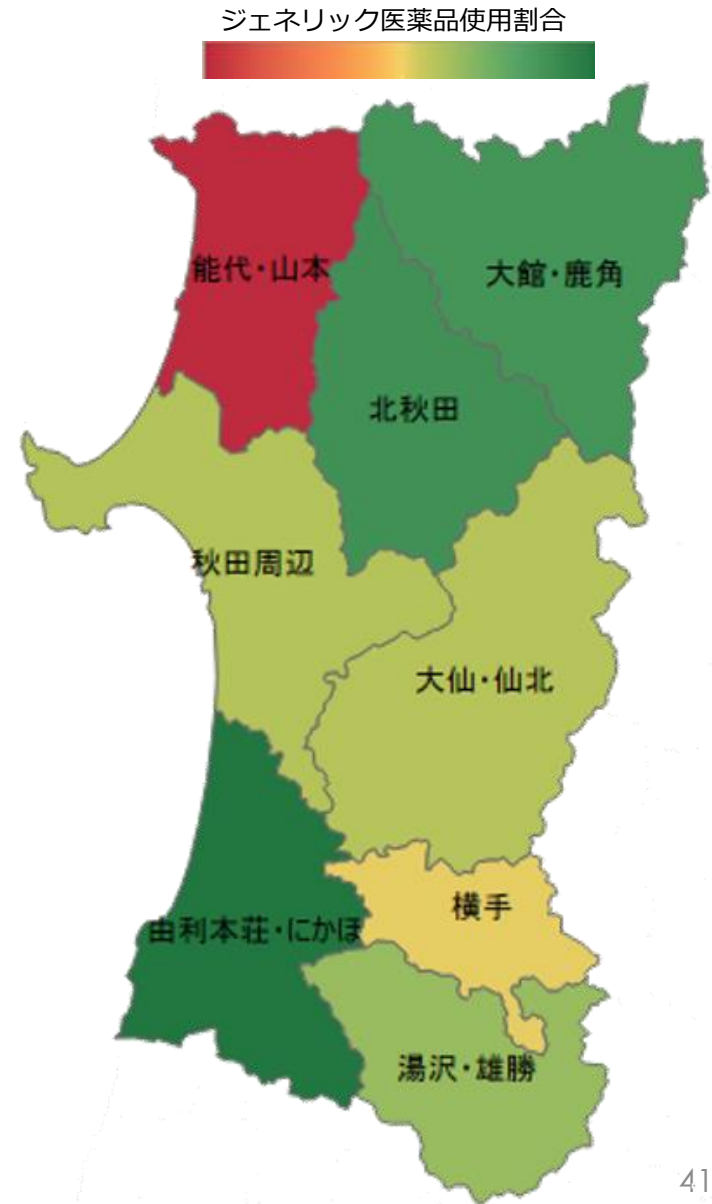 ジェネリック医薬品使用割合
能代・山本
大館・鹿角
北秋田
秋田周辺
大仙・仙北
横手
由利本荘・にかほ
湯沢・雄勝
41